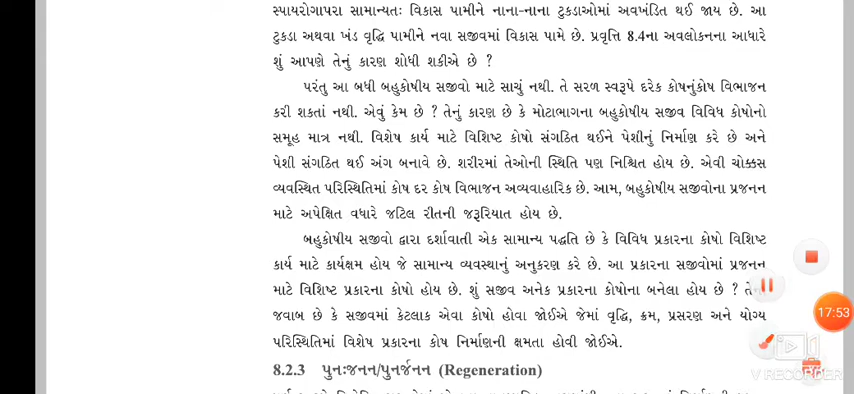 સ્પાયરોગાપરા સામાન્યતઃ વિકાસ પામીને નાના-નાના ટુકડાઓમાં અવખંડિત થઈ જાય છે. આ
ટુકડા અથવા ખંડ વૃદ્ધિ પામીને નવા સજીવમાં વિકાસ પામે છે. પ્રવૃત્તિ 8.4ના અવલોકનના આધારે
શું આપણે તેનું કારણ શોધી શકીએ છે ?
પરંતુ આ બધી બહુકોષીય સજીવો માટે સાચું નથી. તે સરળ સ્વરૂપે દરેક કોષનુંકોષ વિભાજન
કરી શકતાં નથી. એવું કેમ છે ? તેનું કારણ છે કે મોટાભાગના બહુકોષીય સજીવ વિવિધ કોષોનો
સમૂહ માત્ર નથી. વિશેષ કાર્ય માટે વિશિષ્ટ કોષો સંગઠિત થઈને પેશીનું નિર્માણ કરે છે અને
પેશી સંગઠિત થઈ અંગ બનાવે છે. શરીરમાં તેઓની સ્થિતિ પણ નિશ્ચિત હોય છે. એવી ચોક્કસ
વ્યવસ્થિત પરિસ્થિતિમાં કોષ દર કોષ વિભાજન અવ્યવાહારિક છે. આમ, બહુકોષીય સજીવોના પ્રજનન
માટે અપેક્ષિત વધારે જટિલ રીતની જરૂરિયાત હોય છે.
બહુકોષીય સજીવો દ્વારા દર્શાવાતી એક સામાન્ય પદ્ધતિ છે કે વિવિધ પ્રકારના કોષો વિશિષ્ટ
કાર્ય માટે કાર્યક્ષમ હોય જે સામાન્ય વ્યવસ્થાનું અનુકરણ કરે છે. આ પ્રકારના સજીવોમાં પ્રજનન
માટે વિશિષ્ટ પ્રકારના કોષો હોય છે. શું સજીવ અનેક પ્રકારના કોષોના બનેલા હોય છે ? તેનો
જવાબ છે કે સજીવમાં કેટલાક એવા કોષો હોવા જોઈએ જેમાં વૃદ્ધિ, ક્રમ, પ્રસરણ અને યોગ્ય
પરિસ્થિતિમાં વિશેષ પ્રકારના કોષ નિર્માણની ક્ષમતા હોવી જોઈએ.
17:53
V RECORDER
8.2.3 પુનઃજનન/પુનર્જનન (Regeneration)